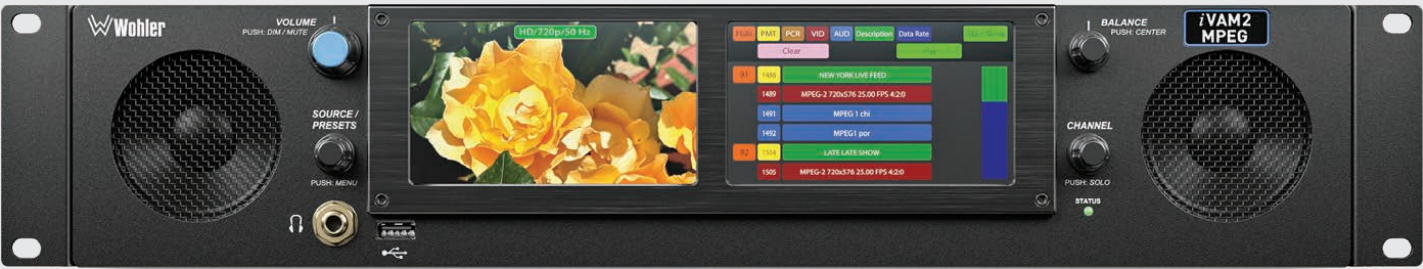 Wohler
VOLUME
PUSH: DIM / MUTE
SOURCE /
PRESETS
PUSH: MENU
HD/720p/50 Hz
PMT PCR VID AUD Description Data Rate
Clear
91 1488 NEW YORK LIVE FEED
1489 MPEG-2 720x576 25.00 FPS 4:2:0
1491 MPEG 1 chi
1492 MPEG1 por
92 1504 LATE LATE SHOW
1505 MPEG-2 720x576 25.00 FPS 4:2:0
BALANCE
PUSH: CENTER
iVAM2
MPEG
CHANNEL
PUSH: SOLO
STATUS